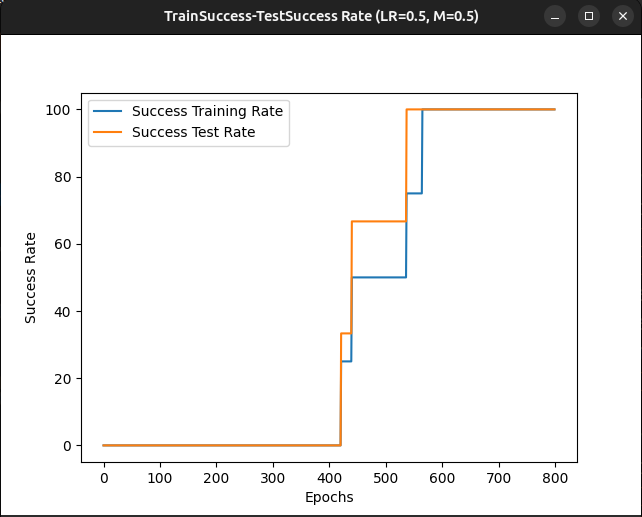 TrainSuccess-TestSuccess Rate (LR=0.5, M=0.5)
Success Training Rate
Success Test Rate
100
80
60
40
20
0
Success Rate
0 100 200 300 400 500 600 700 800
Epochs